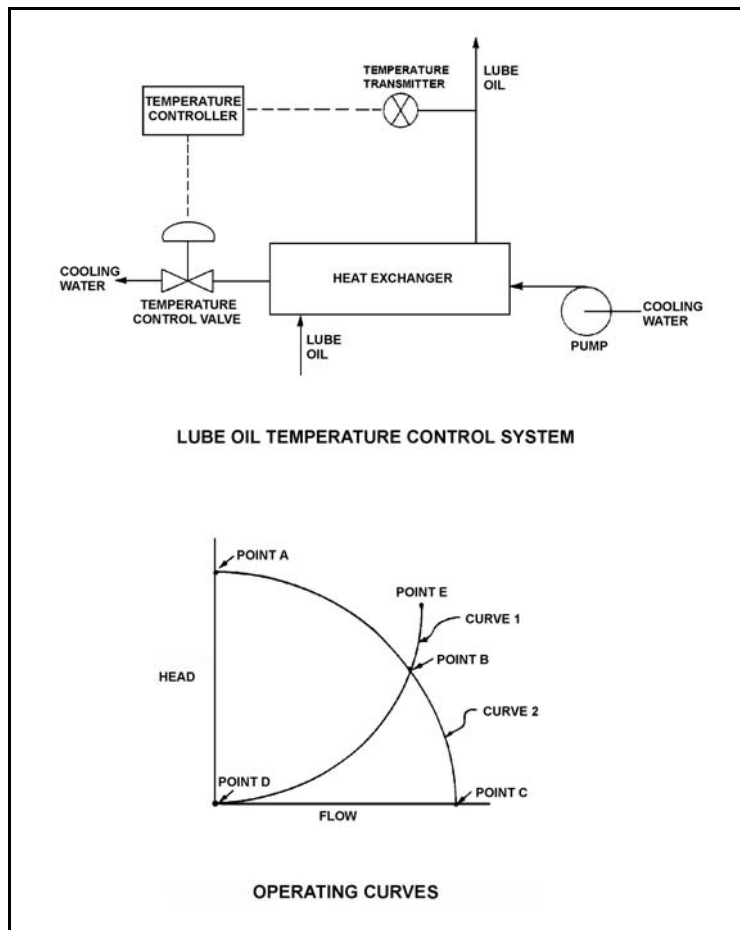 TEMPERATURE
TRANSMITTER
LUBE
OIL
TEMPERATURE
CONTROLLER
HEAT EXCHANGER
COOLING
WATER
TEMPERATURE
CONTROL VALVE
LUBE
OIL
COOLING
WATER
PUMP
LUBE OIL TEMPERATURE CONTROL SYSTEM
POINT A
POINT E
CURVE 1
POINT B
HEAD
CURVE 2
POINT D
POINT C
FLOW
OPERATING CURVES